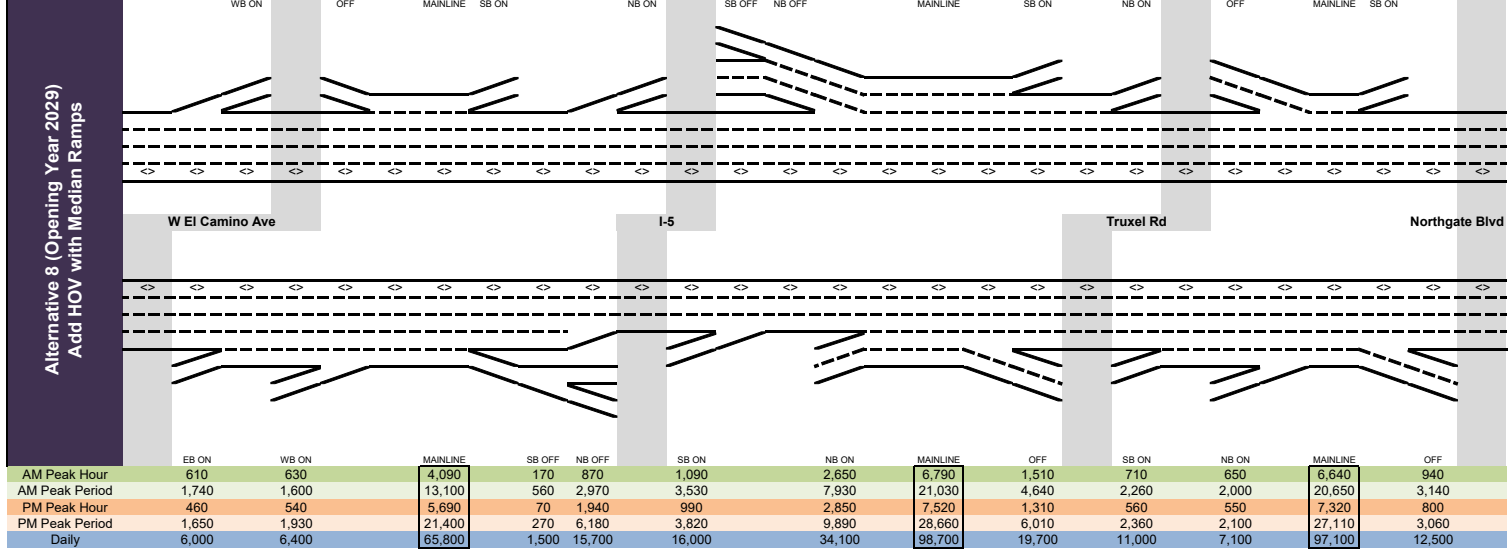 WB ON OFF MAINLINE SB ON NB ON SB OFF NB OFF MAINLINE SB ON NB ON OFF MAINLINE SB ON
Alternative 8 (Opening Year 2029)
Add HOV with Median Ramps
<> <> <> <> <> <> <> <> <> <> <> <> <> <> <> <> <> <> <> <> <> <> <> <> <> <> <> <>
W El Camino Ave I-5 Truxel Rd Northgate Blvd
<> <> <> <> <> <> <> <> <> <> <> <> <> <> <> <> <> <> <> <> <> <> <> <> <> <> <> <>
EB ON WB ON MAINLINE SB OFF NB OFF SB ON NB ON MAINLINE OFF SB ON NB ON MAINLINE OFF
AM Peak Hour 610 630 4,090 170 870 1,090 2,650 6,790 1,510 710 650 6,640 940
AM Peak Period 1,740 1,600 13,100 560 2,970 3,530 7,930 21,030 4,640 2,260 2,000 20,650 3,140
PM Peak Hour 460 540 5,690 70 1,940 990 2,850 7,520 1,310 560 550 7,320 800
PM Peak Period 1,650 1,930 21,400 270 6,180 3,820 9,890 28,660 6,010 2,360 2,100 27,110 3,060
Daily 6,000 6,400 65,800 1,500 15,700 16,000 34,100 98,700 19,700 11,000 7,100 97,100 12,500